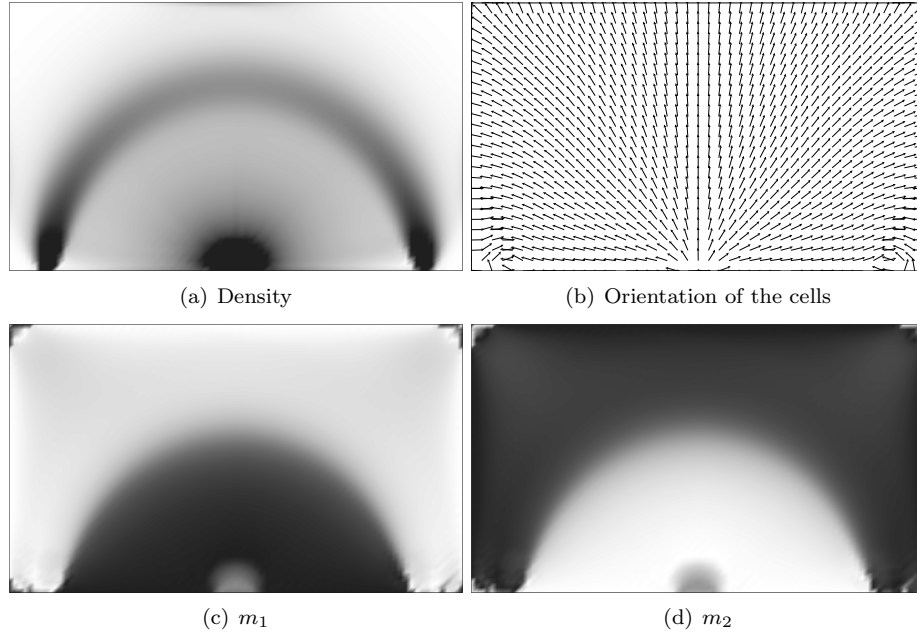 (a) Density
(b) Orientation of the cells
(c) m₁
(d) m₂